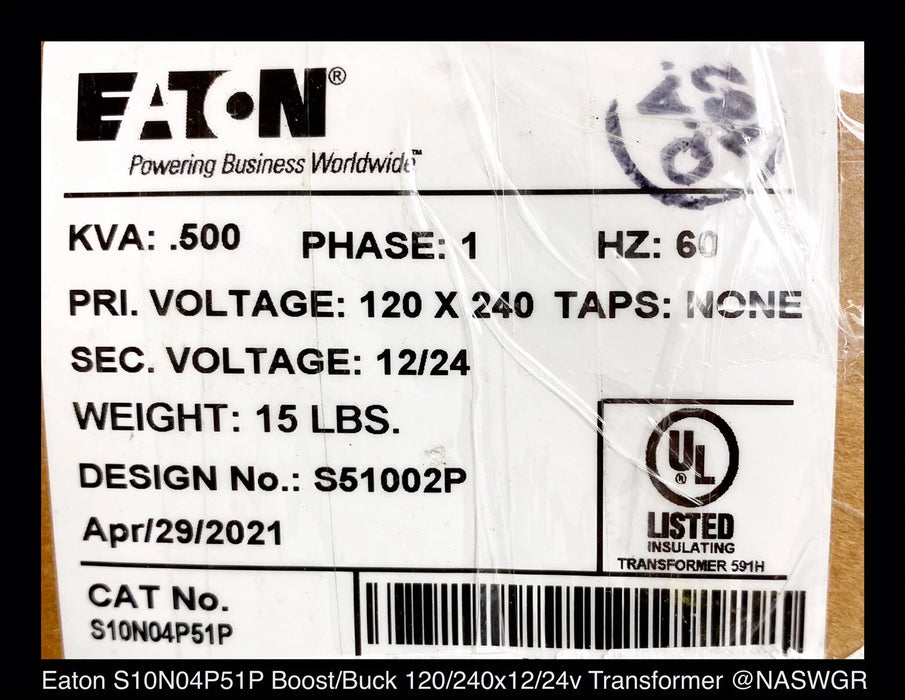 EATON®
Powering Business Worldwide™
KVA: .500 PHASE: 1 HZ: 60
PRI. VOLTAGE: 120 X 240 TAPS: NONE
SEC. VOLTAGE: 12/24
WEIGHT: 15 LBS.
DESIGN No.: S51002P
Apr/29/2021
UL®
LISTED
INSULATING
TRANSFORMER 591H
CAT No.
S10N04P51P
Eaton S10N04P51P Boost/Buck 120/240x12/24v Transformer @NASWGR